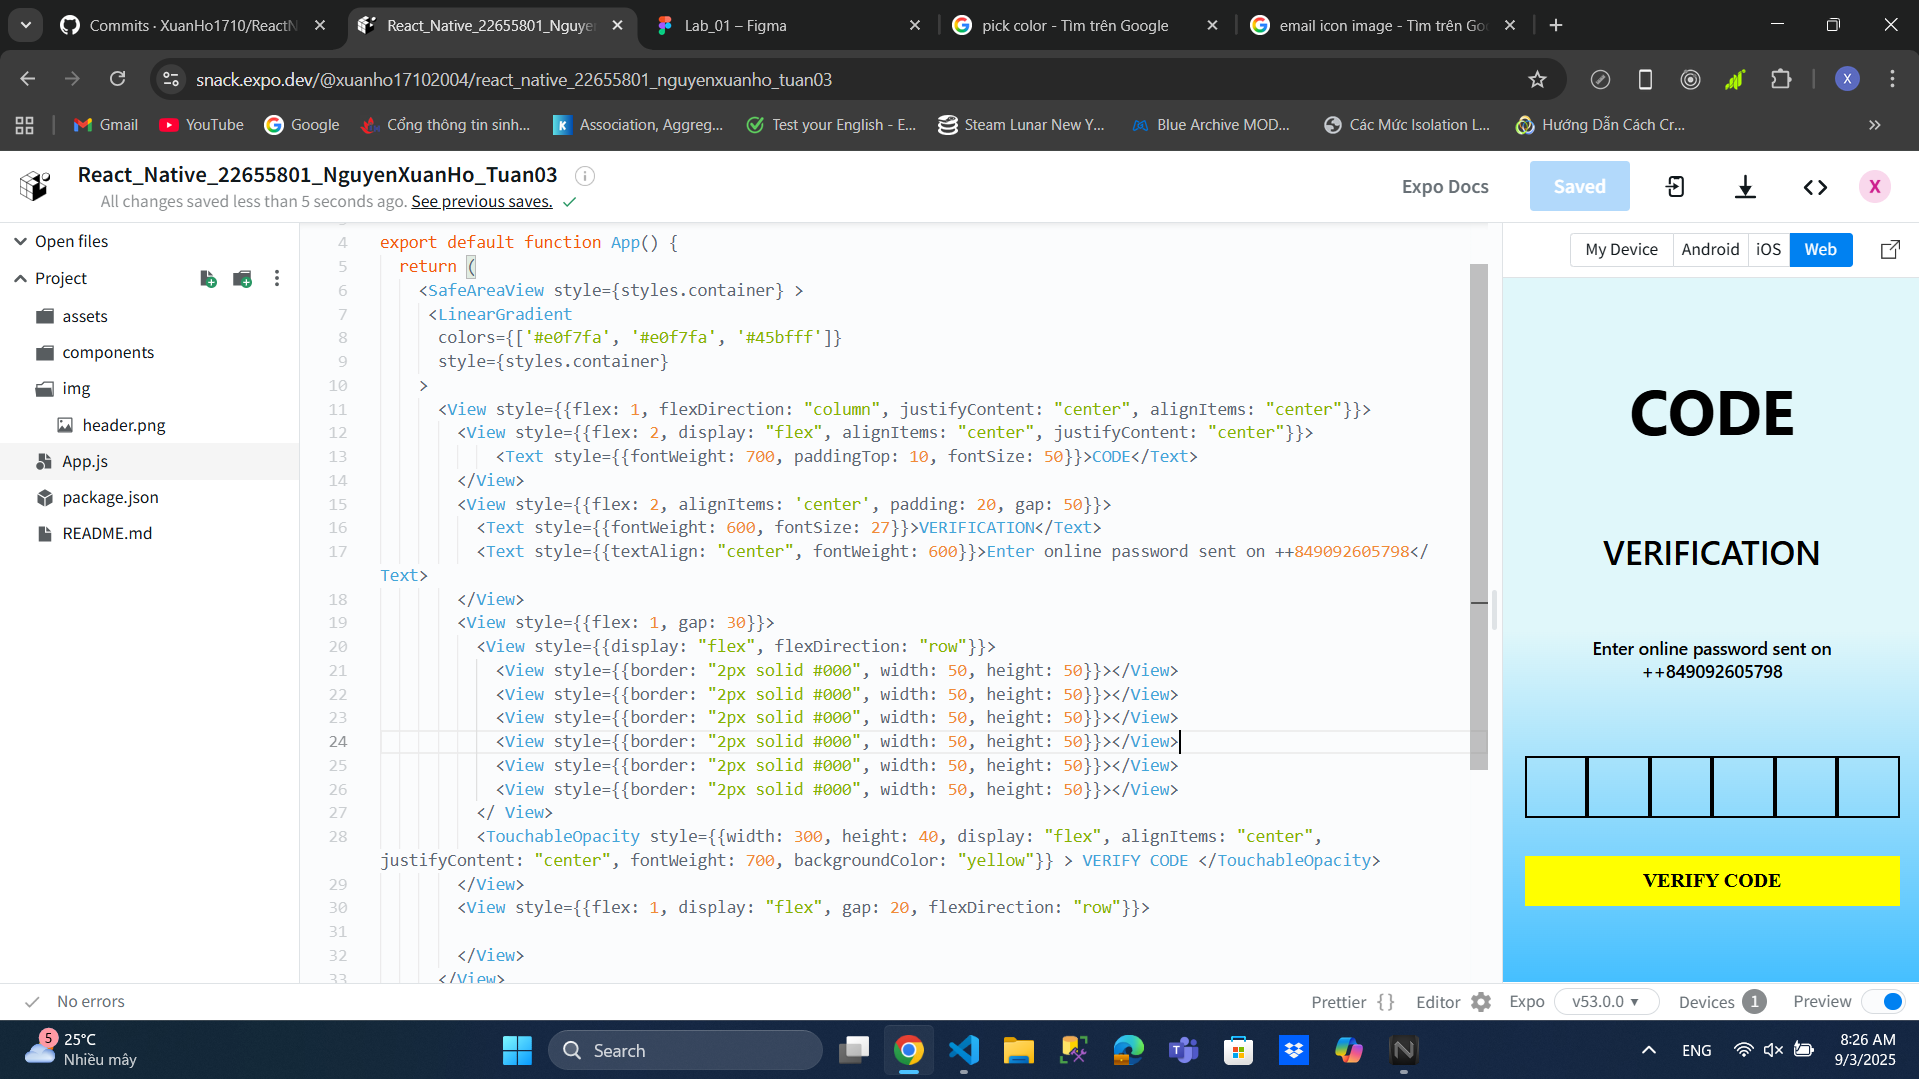 Commits · XuanHo1710/ReactN
React_Native_22655801_Nguyen
Lab_01 – Figma
pick color - Tìm trên Google
email icon image - Tìm trên Go
snack.expo.dev/@xuanho17102004/react_native_22655801_nguyenxuanho_tuan03
X
Gmail
YouTube
Google
Cổng thông tin sinh...
Association, Aggreg...
Test your English - E...
Steam Lunar New Y...
Blue Archive MOD...
Các Mức Isolation L...
Hướng Dẫn Cách Cr...
React_Native_22655801_NguyenXuanHo_Tuan03
All changes saved less than 5 seconds ago. See previous saves.
Expo Docs
Saved
X
Open files
Project
assets
components
img
header.png
App.js
package.json
README.md
4 export default function App() {
5 return (
6 <SafeAreaView style={styles.container} >
7 <LinearGradient
8 colors={['#e0f7fa', '#e0f7fa', '#45bfff']}
9 style={styles.container}
10 >
11 <View style={{flex: 1, flexDirection: "column", justifyContent: "center", alignItems: "center"}}>
12 <View style={{flex: 2, display: "flex", alignItems: "center", justifyContent: "center"}}>
13 <Text style={{fontWeight: 700, paddingTop: 10, fontSize: 50}}>CODE</Text>
14 </View>
15 <View style={{flex: 2, alignItems: 'center', padding: 20, gap: 50}}>
16 <Text style={{fontWeight: 600, fontSize: 27}}>VERIFICATION</Text>
17 <Text style={{textAlign: "center", fontWeight: 600}}>Enter online password sent on ++849092605798</
Text>
18 </View>
19 <View style={{flex: 1, gap: 30}}>
20 <View style={{display: "flex", flexDirection: "row"}}>
21 <View style={{border: "2px solid #000", width: 50, height: 50}}></View>
22 <View style={{border: "2px solid #000", width: 50, height: 50}}></View>
23 <View style={{border: "2px solid #000", width: 50, height: 50}}></View>
24 <View style={{border: "2px solid #000", width: 50, height: 50}}></View>
25 <View style={{border: "2px solid #000", width: 50, height: 50}}></View>
26 <View style={{border: "2px solid #000", width: 50, height: 50}}></View>
27 </ View>
28 <TouchableOpacity style={{width: 300, height: 40, display: "flex", alignItems: "center",
justifyContent: "center", fontWeight: 700, backgroundColor: "yellow"}} > VERIFY CODE </TouchableOpacity>
29 </View>
30 <View style={{flex: 1, display: "flex", gap: 20, flexDirection: "row"}}>
31
32 </View>
33 </View>
My Device
Android
iOS
Web
CODE
VERIFICATION
Enter online password sent on
++849092605798
VERIFY CODE
No errors
Prettier { }
Editor
Expo
v53.0.0
Devices 1
Preview
5
25°C
Nhiều mây
Search
ENG
8:26 AM
9/3/2025